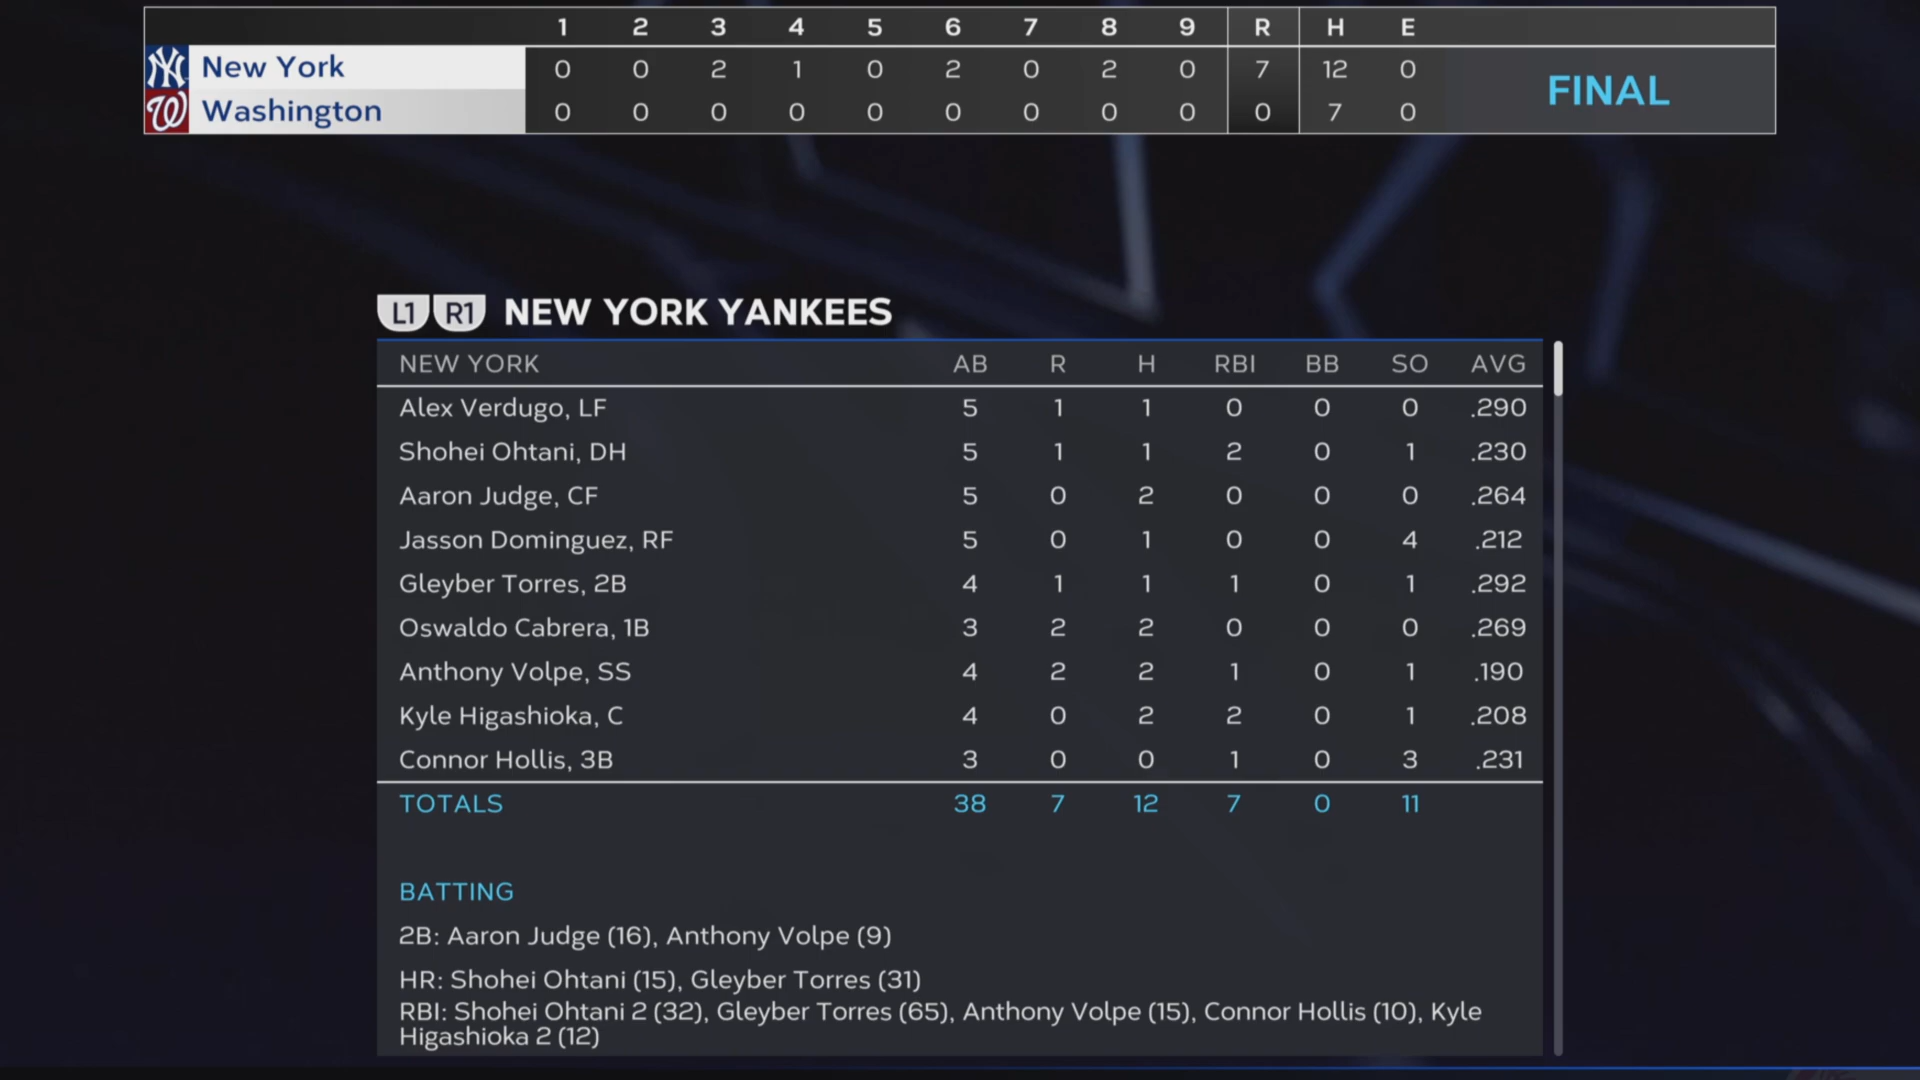 1 2 3 4 5 6 7 8 9 R H E
NY New York 0 0 2 1 0 2 0 2 0 7 12 0
W Washington 0 0 0 0 0 0 0 0 0 0 7 0
FINAL
L1 R1 NEW YORK YANKEES
NEW YORK AB R H RBI BB SO AVG
Alex Verdugo, LF 5 1 1 0 0 0 .290
Shohei Ohtani, DH 5 1 1 2 0 1 .230
Aaron Judge, CF 5 0 2 0 0 0 .264
Jasson Dominguez, RF 5 0 1 0 0 4 .212
Gleyber Torres, 2B 4 1 1 1 0 1 .292
Oswaldo Cabrera, 1B 3 2 2 0 0 0 .269
Anthony Volpe, SS 4 2 2 1 0 1 .190
Kyle Higashioka, C 4 0 2 2 0 1 .208
Connor Hollis, 3B 3 0 0 1 0 3 .231
TOTALS 38 7 12 7 0 11
BATTING
2B: Aaron Judge (16), Anthony Volpe (9)
HR: Shohei Ohtani (15), Gleyber Torres (31)
RBI: Shohei Ohtani 2 (32), Gleyber Torres (65), Anthony Volpe (15), Connor Hollis (10), Kyle
Higashioka 2 (12)